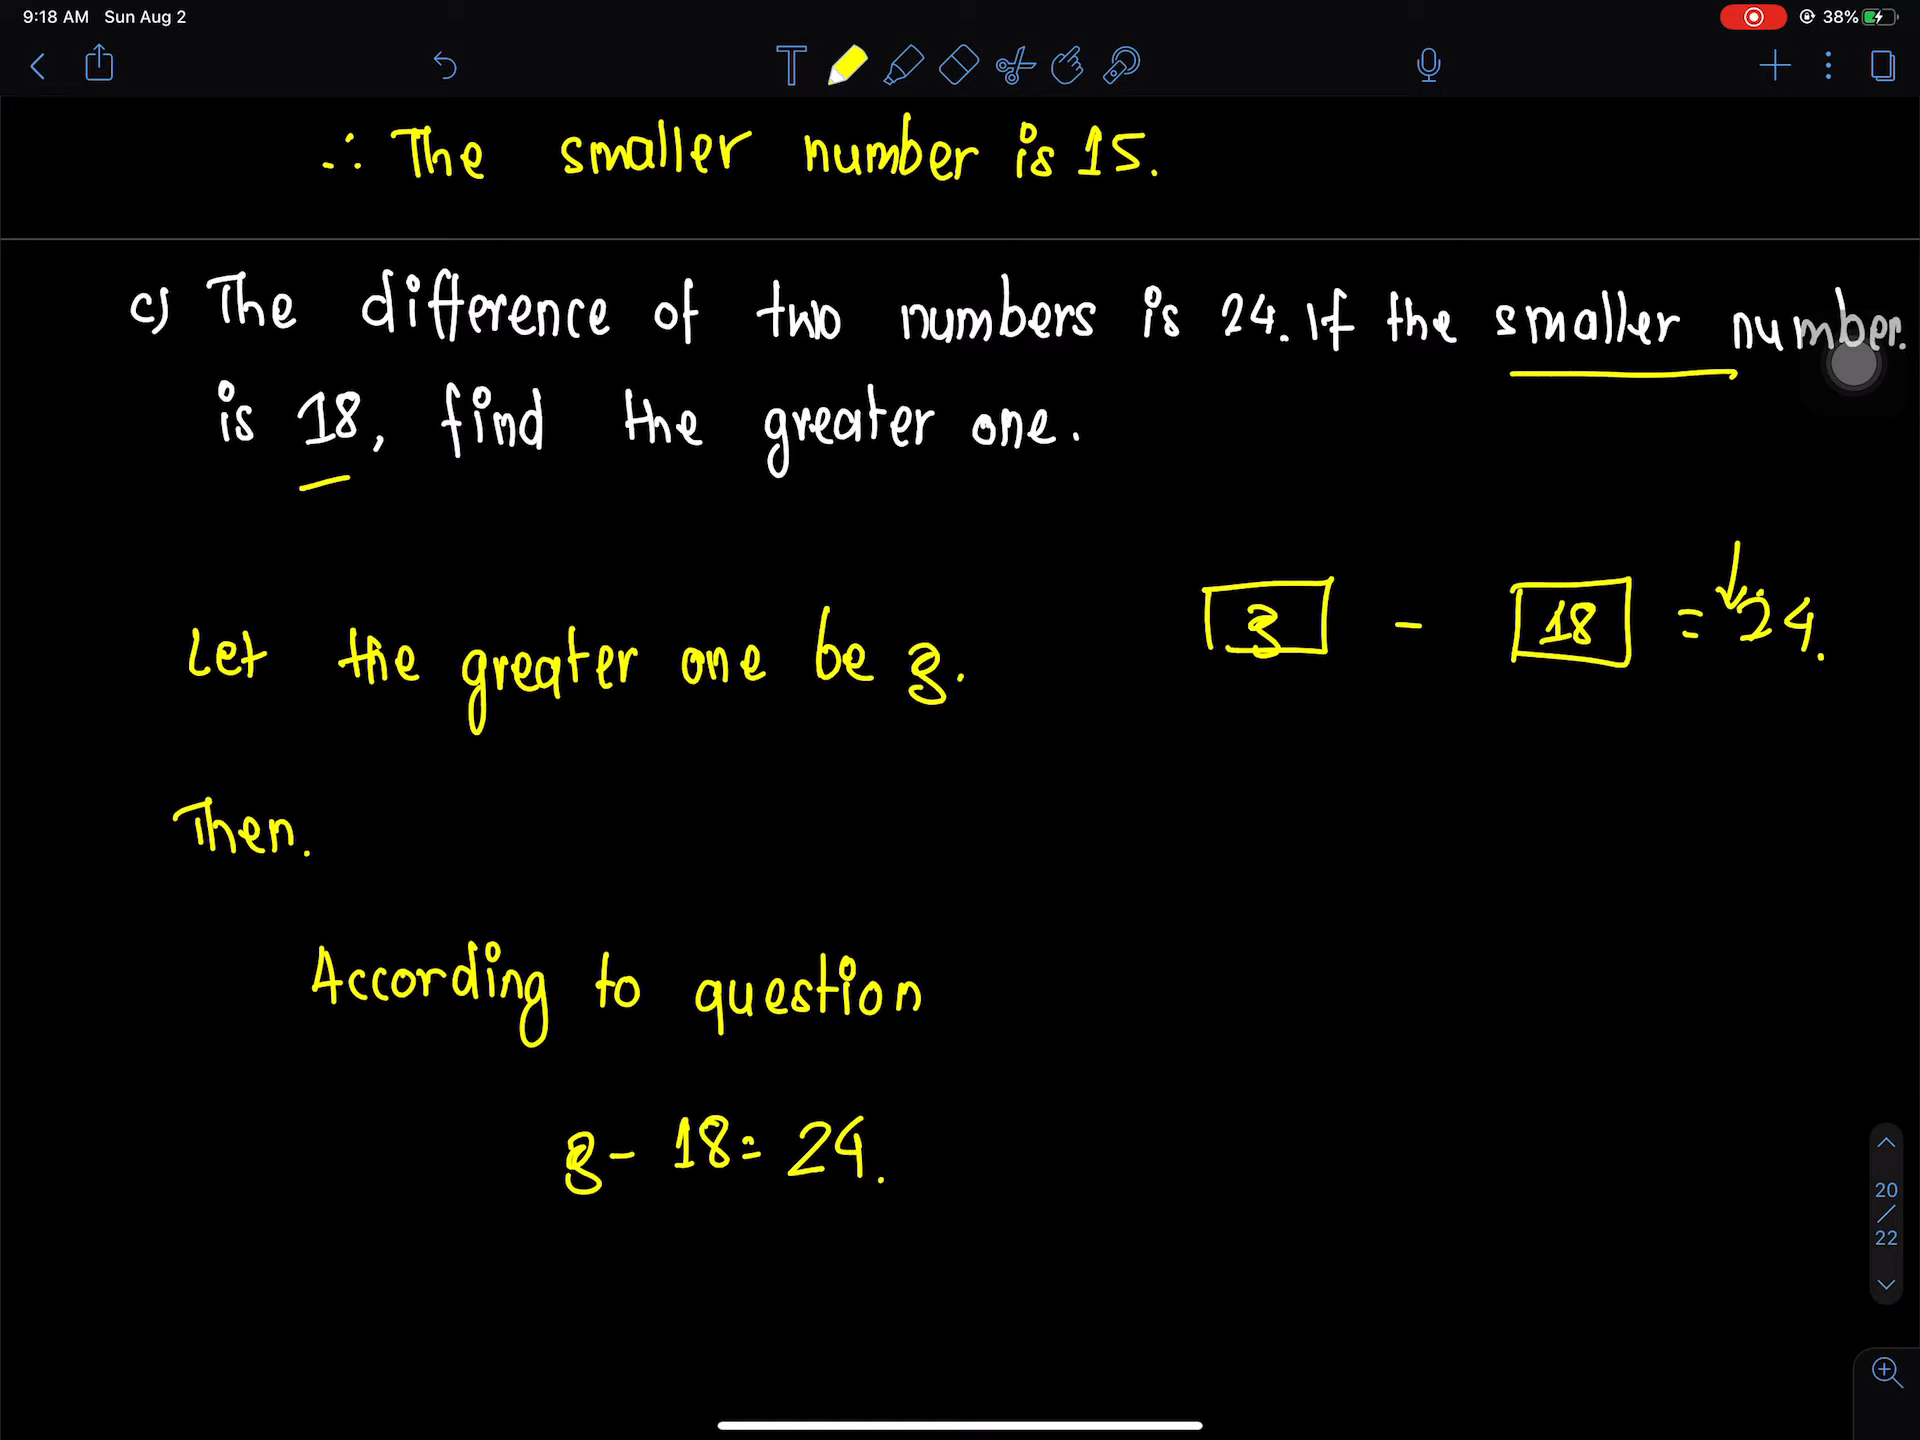 9:18 AM Sun Aug 2
38%
∴ The smaller number is 15.
c) The difference of two numbers is 24. If the smaller number.
is 18, find the greater one.
z - 18 = 24.
Let the greater one be z.
Then.
According to question
z - 18 = 24.
20
/
22